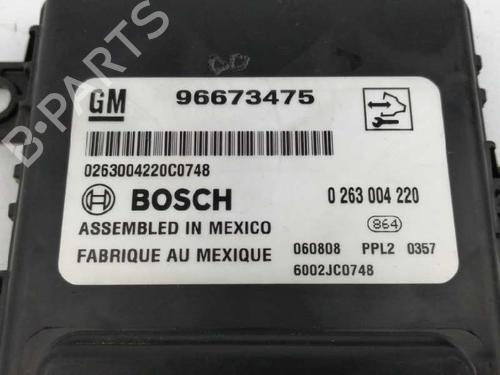 B-PARTS
GM 96673475
0263004220C0748
BOSCH 0 263 004 220
ASSEMBLED IN MEXICO 864
FABRIQUE AU MEXIQUE 060808 PPL2 0357
6002JC0748